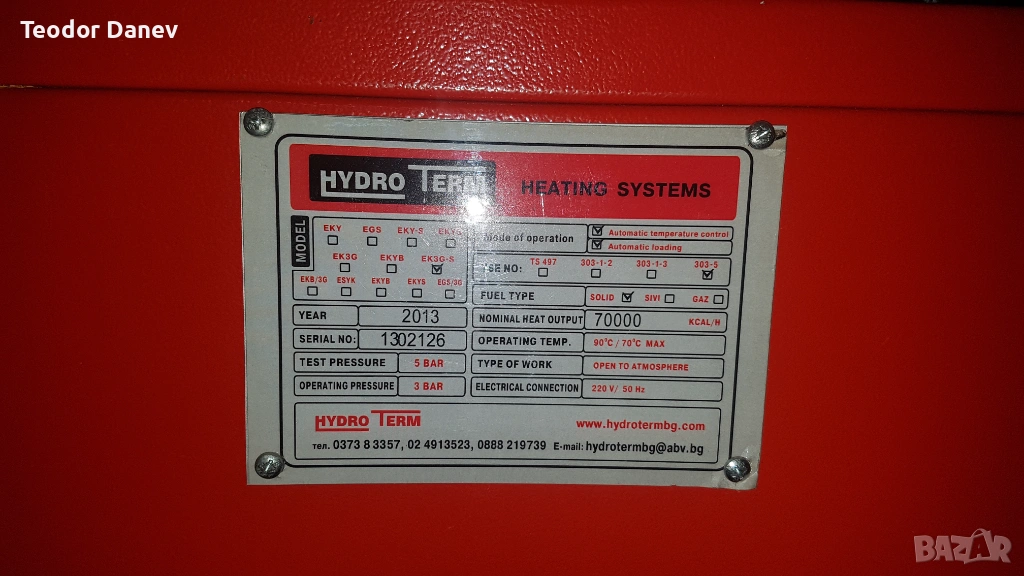 Teodor Danev
HYDRO TERM HEATING SYSTEMS
MODEL
EKY EGS EKY-S
EK3G EKYB EK3G-S
EKB/3G ESYK EKYB EKYS EGS/3G
YEAR 2013
SERIAL NO: 1302126
TEST PRESSURE 5 BAR
OPERATING PRESSURE 3 BAR
Mode of operation Automatic temperature control
Automatic loading
TSE NO: TS 497 303-1-2 303-1-3 303-5
FUEL TYPE SOLID SIVI GAZ
NOMINAL HEAT OUTPUT 70000 KCAL/H
OPERATING TEMP. 90°C / 70°C MAX
TYPE OF WORK OPEN TO ATMOSPHERE
ELECTRICAL CONNECTION 220 V/ 50 Hz
HYDRO TERM www.hydrotermbg.com
тел. 0373 8 3357, 02 4913523, 0888 219739 E-mail: hydrotermbg@abv.bg
BAZAR